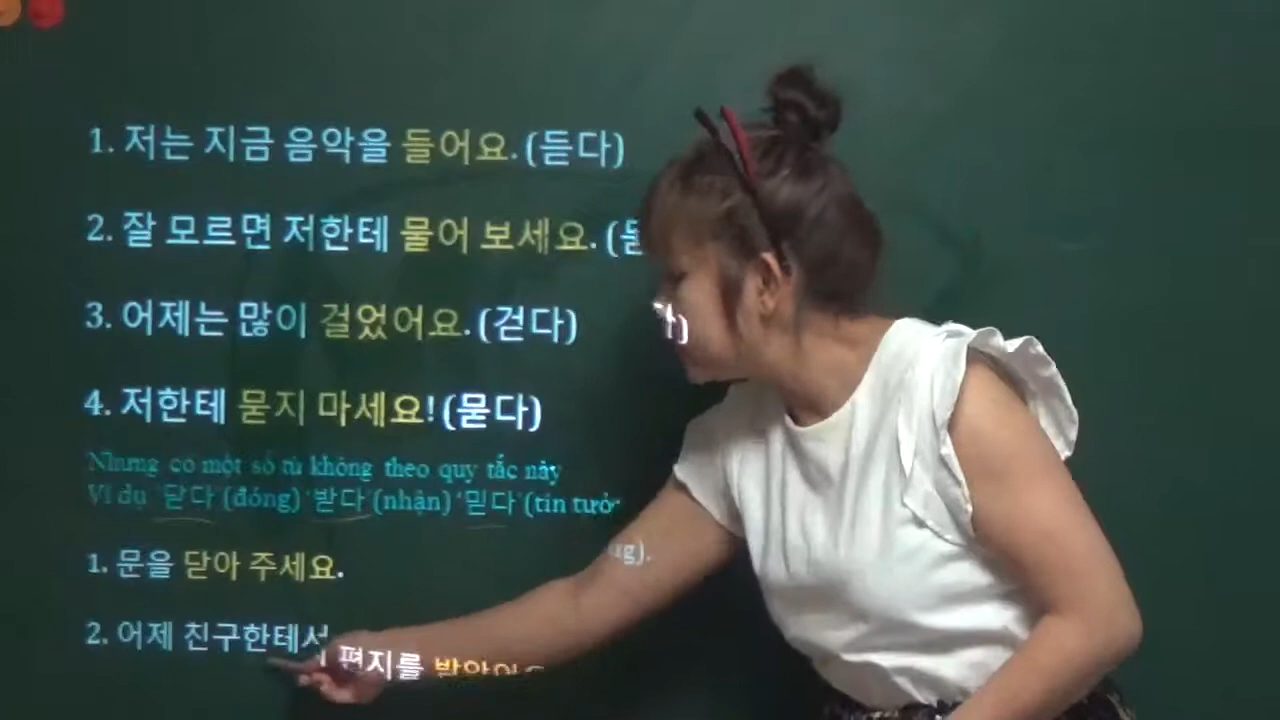 1. 저는 지금 음악을 들어요. (듣다)
2. 잘 모르면 저한테 물어 보세요.
3. 어제는 많이 걸었어요. (걷다)
4. 저한테 묻지 마세요! (묻다)
Nhưng có một số từ không theo quy tắc này
Ví dụ '닫다' (đóng) '받다' (nhận) '믿다' (tin
1. 문을 닫아 주세요.
2. 어제 친구한테서 편지를